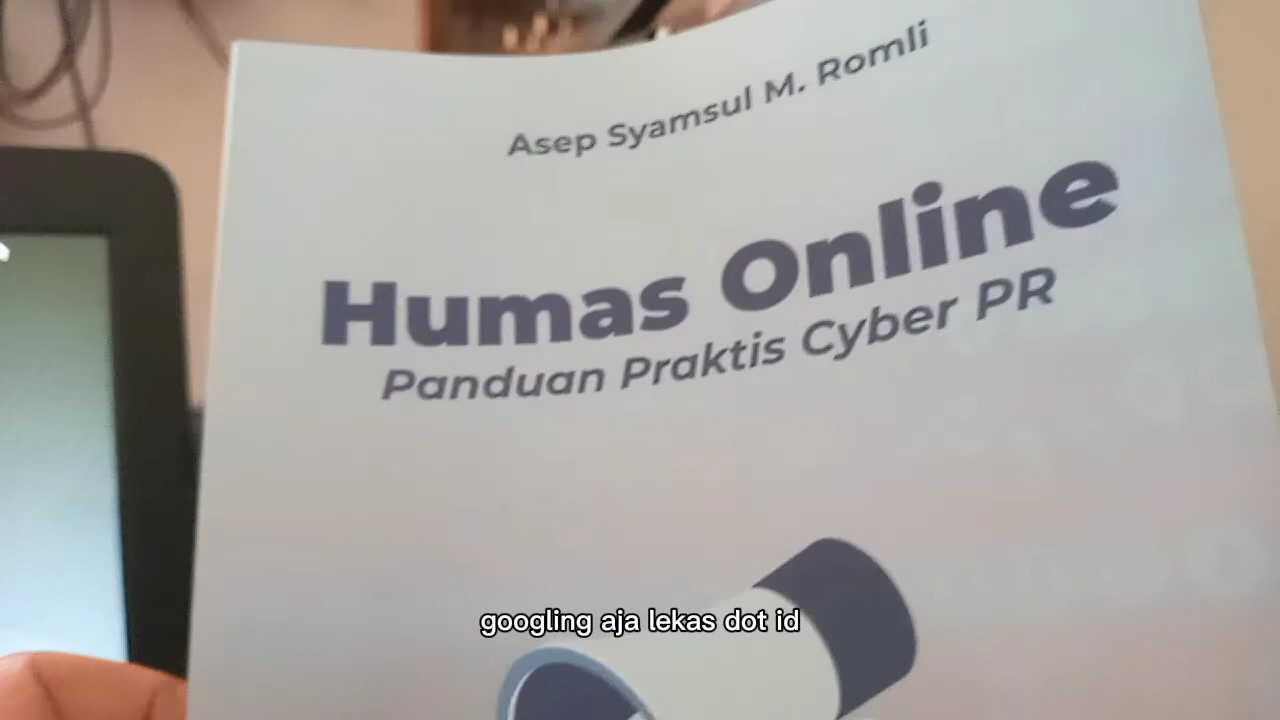 Asep Syamsul M. Romli
Humas Online
Panduan Praktis Cyber PR
googling aja lekas dot id